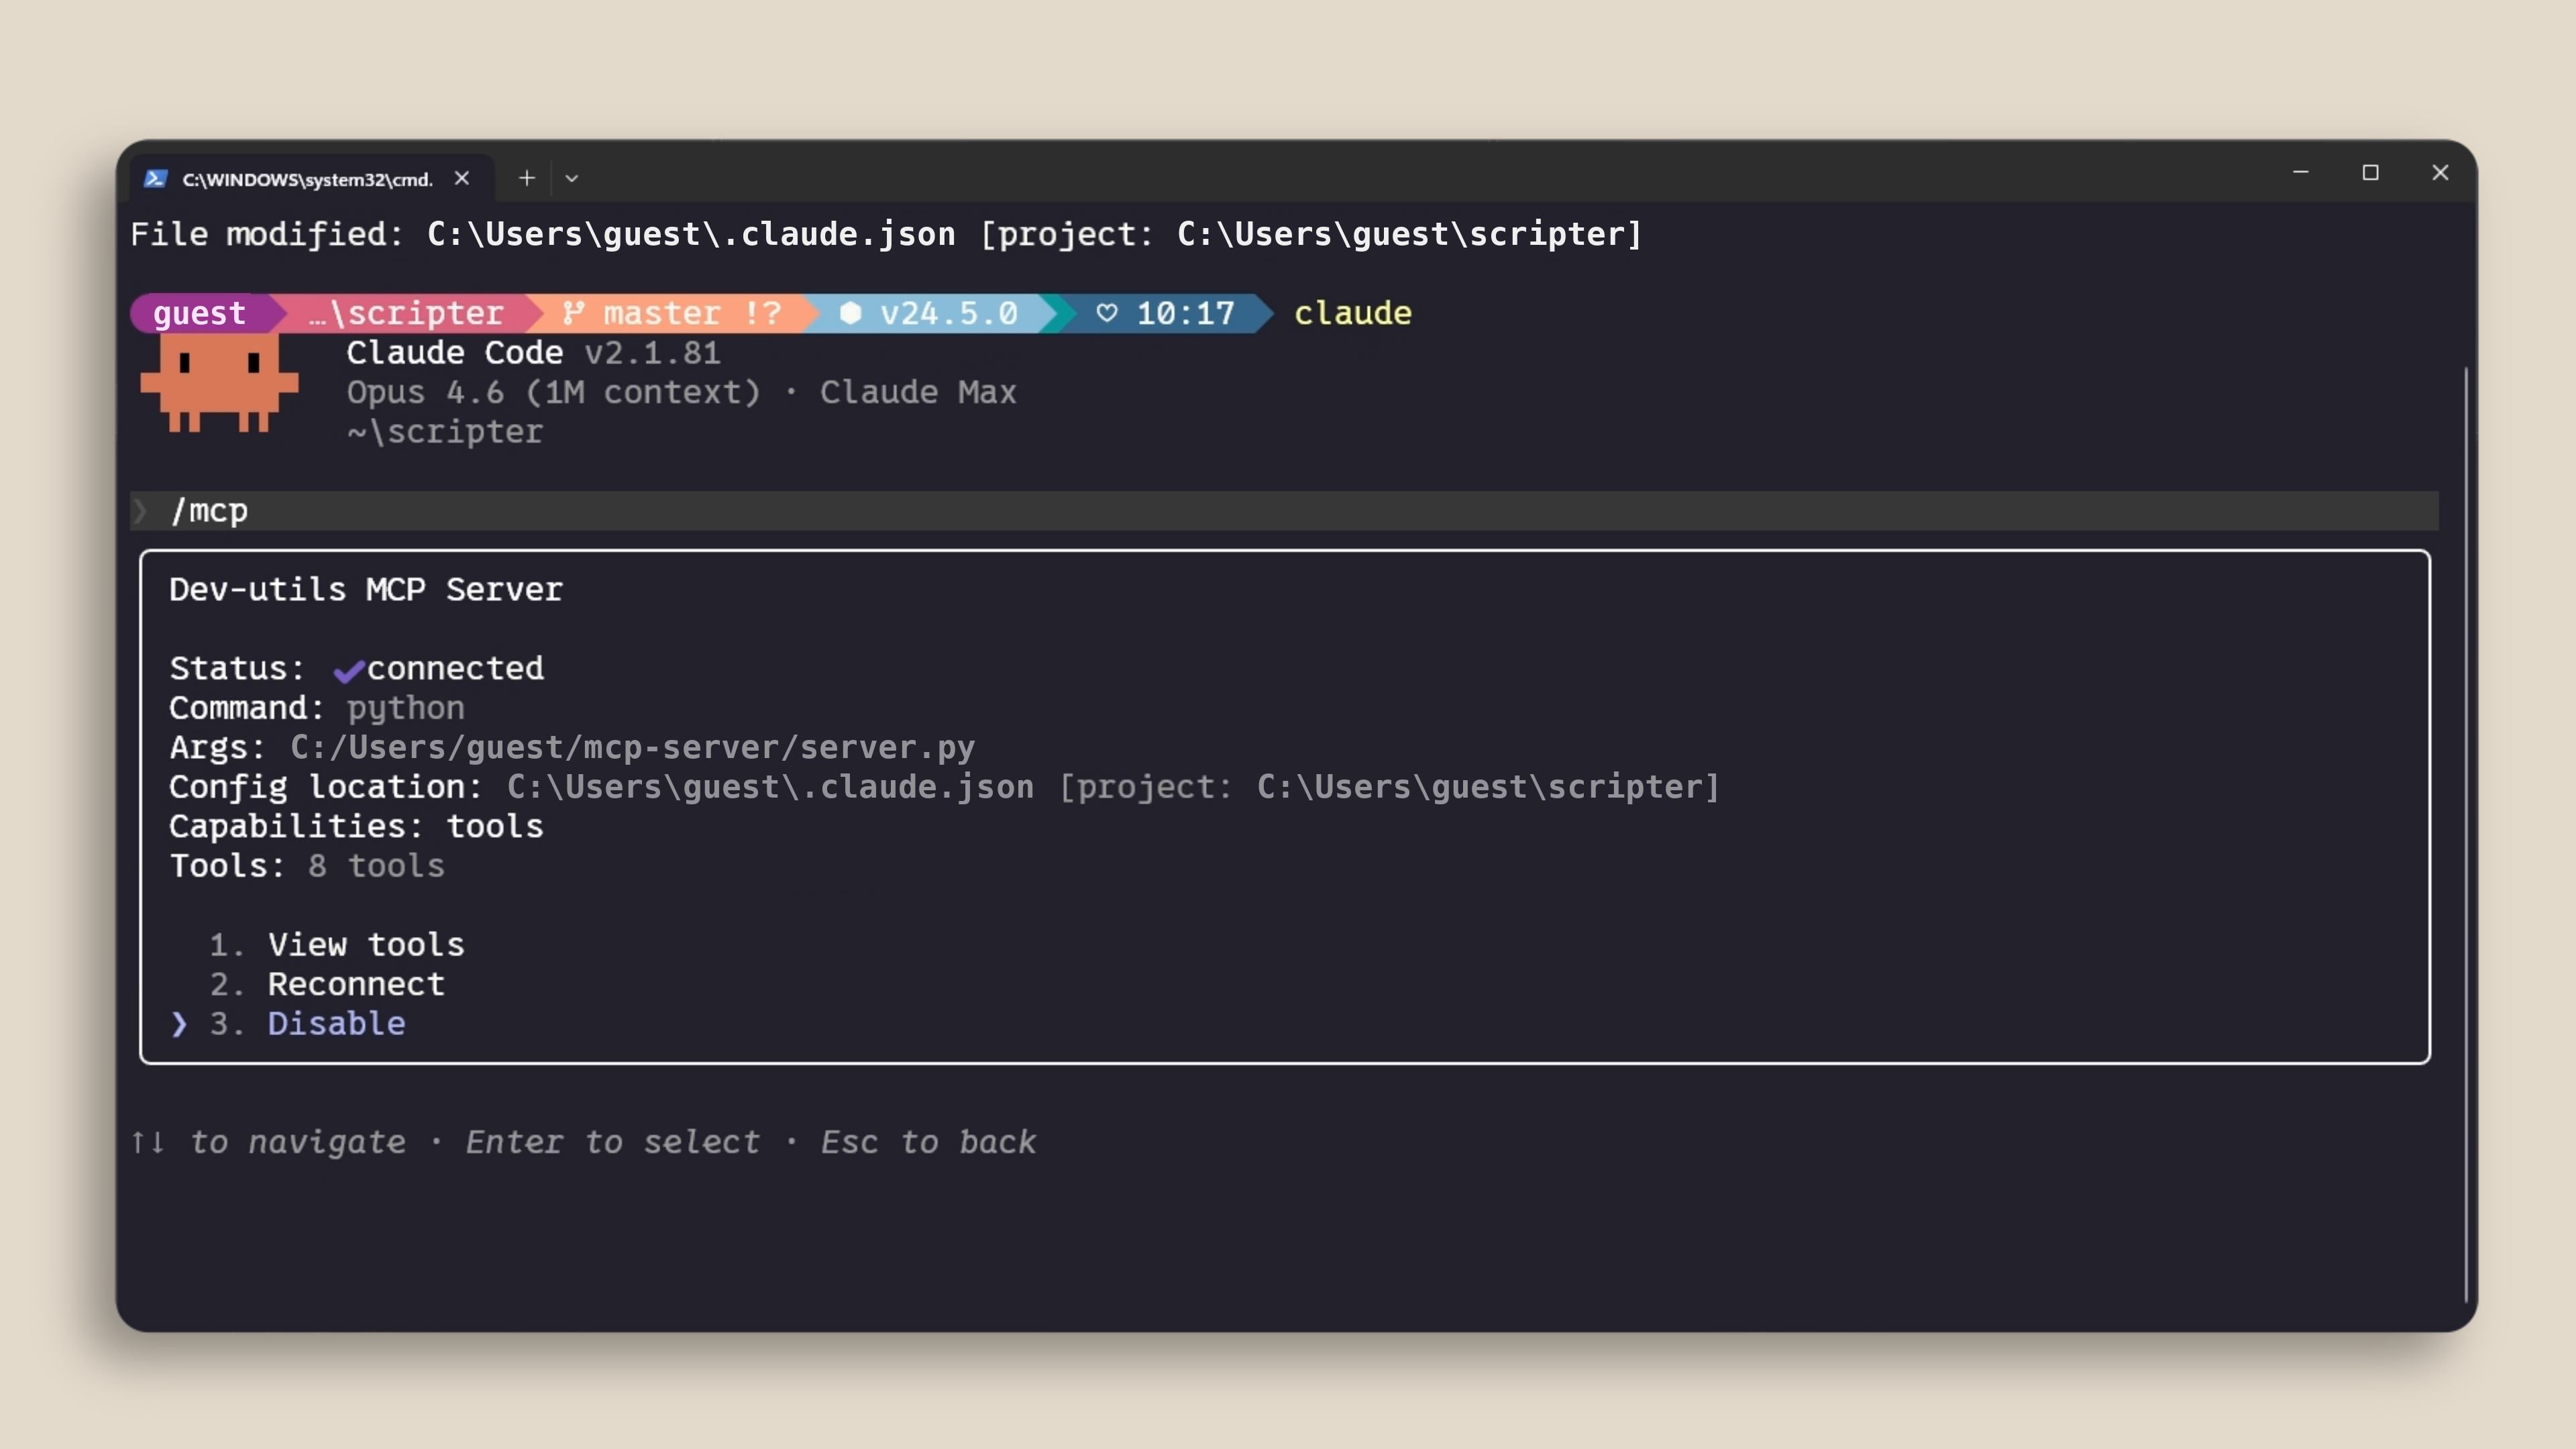 C:\WINDOWS\system32\cmd.
File modified: C:\Users\guest\.claude.json [project: C:\Users\guest\scripter]
guest …\scripter master !? v24.5.0 ♡ 10:17 claude
Claude Code v2.1.81
Opus 4.6 (1M context) · Claude Max
~\scripter
❯ /mcp
Dev-utils MCP Server
Status: ✔connected
Command: python
Args: C:/Users/guest/mcp-server/server.py
Config location: C:\Users\guest\.claude.json [project: C:\Users\guest\scripter]
Capabilities: tools
Tools: 8 tools
1. View tools
2. Reconnect
❯ 3. Disable
↑↓ to navigate · Enter to select · Esc to back